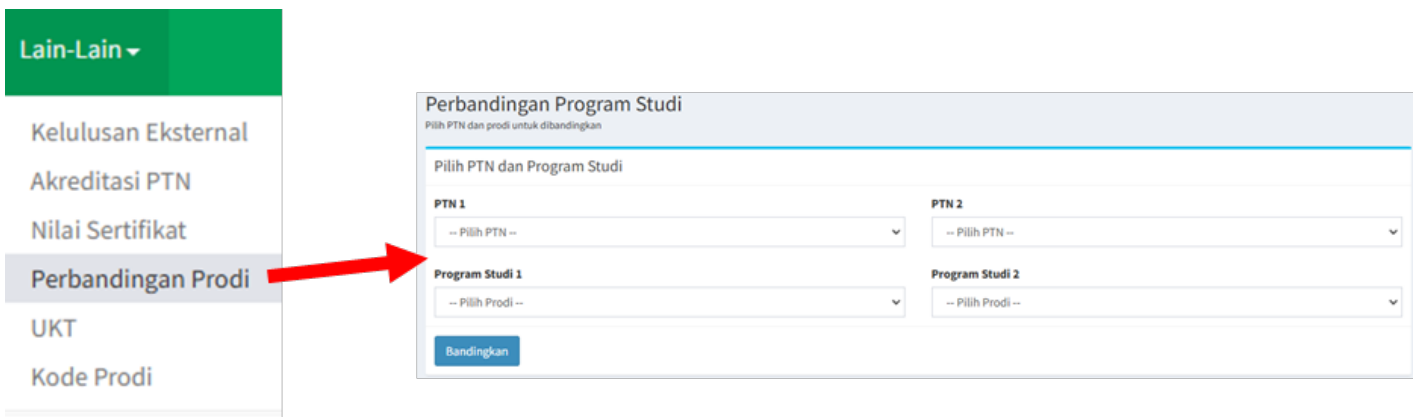 Lain-Lain
Kelulusan Eksternal
Akreditasi PTN
Nilai Sertifikat
Perbandingan Prodi
UKT
Kode Prodi
Perbandingan Program Studi
Pilih PTN dan prodi untuk dibandingkan
Pilih PTN dan Program Studi
PTN 1
-- Pilih PTN --
PTN 2
-- Pilih PTN --
Program Studi 1
-- Pilih Prodi --
Program Studi 2
-- Pilih Prodi --
Bandingkan